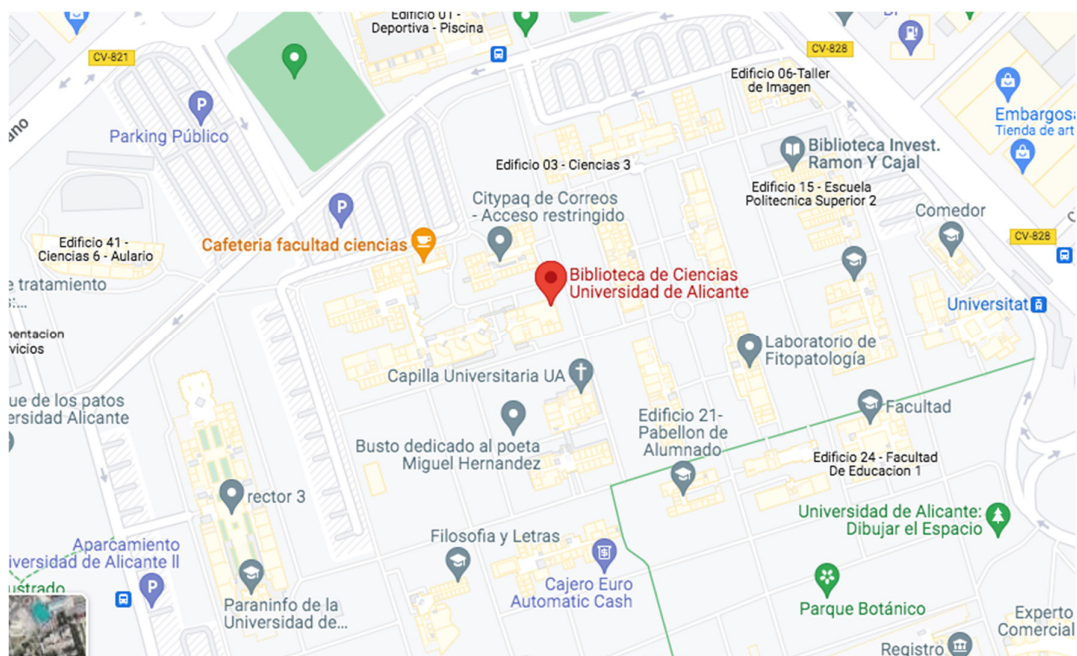 Edificio 01 -
Deportiva - Piscina
CV-821
CV-828
Edificio 06-Taller
de Imagen
Embargosa
Tienda de art
P
Parking Público
Biblioteca Invest.
Ramon Y Cajal
Edificio 03 - Ciencias 3
Edificio 15 - Escuela
Politecnica Superior 2
Citypaq de Correos
- Acceso restringido
P
Comedor
CV-828
Cafeteria facultad ciencias
Edificio 41 -
Ciencias 6 - Aulario
Biblioteca de Ciencias
Universidad de Alicante
e tratamiento
s:...
Universitat
mentacion
vicios
Laboratorio de
Fitopatología
Capilla Universitaria UA
ue de los patos
ersidad Alicante
Facultad
Edificio 21-
Pabellon de
Alumnado
Busto dedicado al poeta
Miguel Hernandez
Edificio 24 - Facultad
De Educacion 1
rector 3
Universidad de Alicante:
Dibujar el Espacio
Filosofia y Letras
Aparcamiento
iversidad de Alicante ll
P
ustrado
Cajero Euro
Automatic Cash
Paraninfo de la
Universidad de...
Parque Botánico
Experto
Comercial
Registro